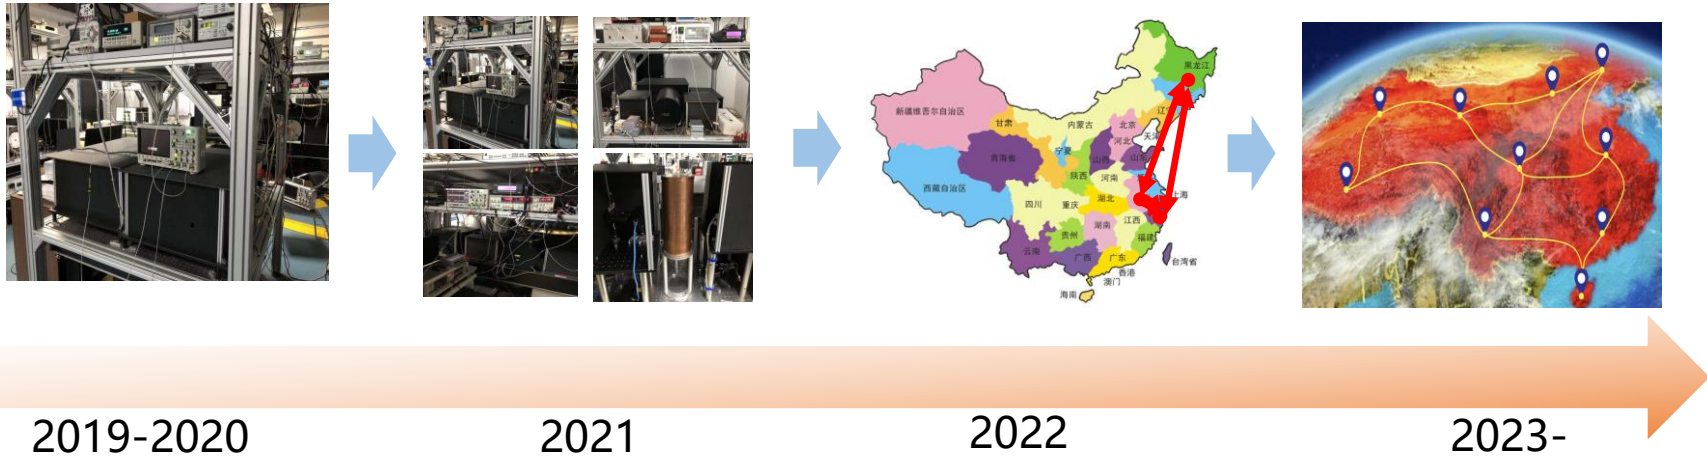 黑龙江
新疆维吾尔自治区
甘肃
内蒙古
北京
辽
天津
河北
宁夏
青海省
山西
山东
陕西
河南
西藏自治区
上海
四川
重庆
湖北
江西
湖南
贵州
福建
云南
广西
广东
台湾省
香港
澳门
海南
2019-2020
2021
2022
2023-